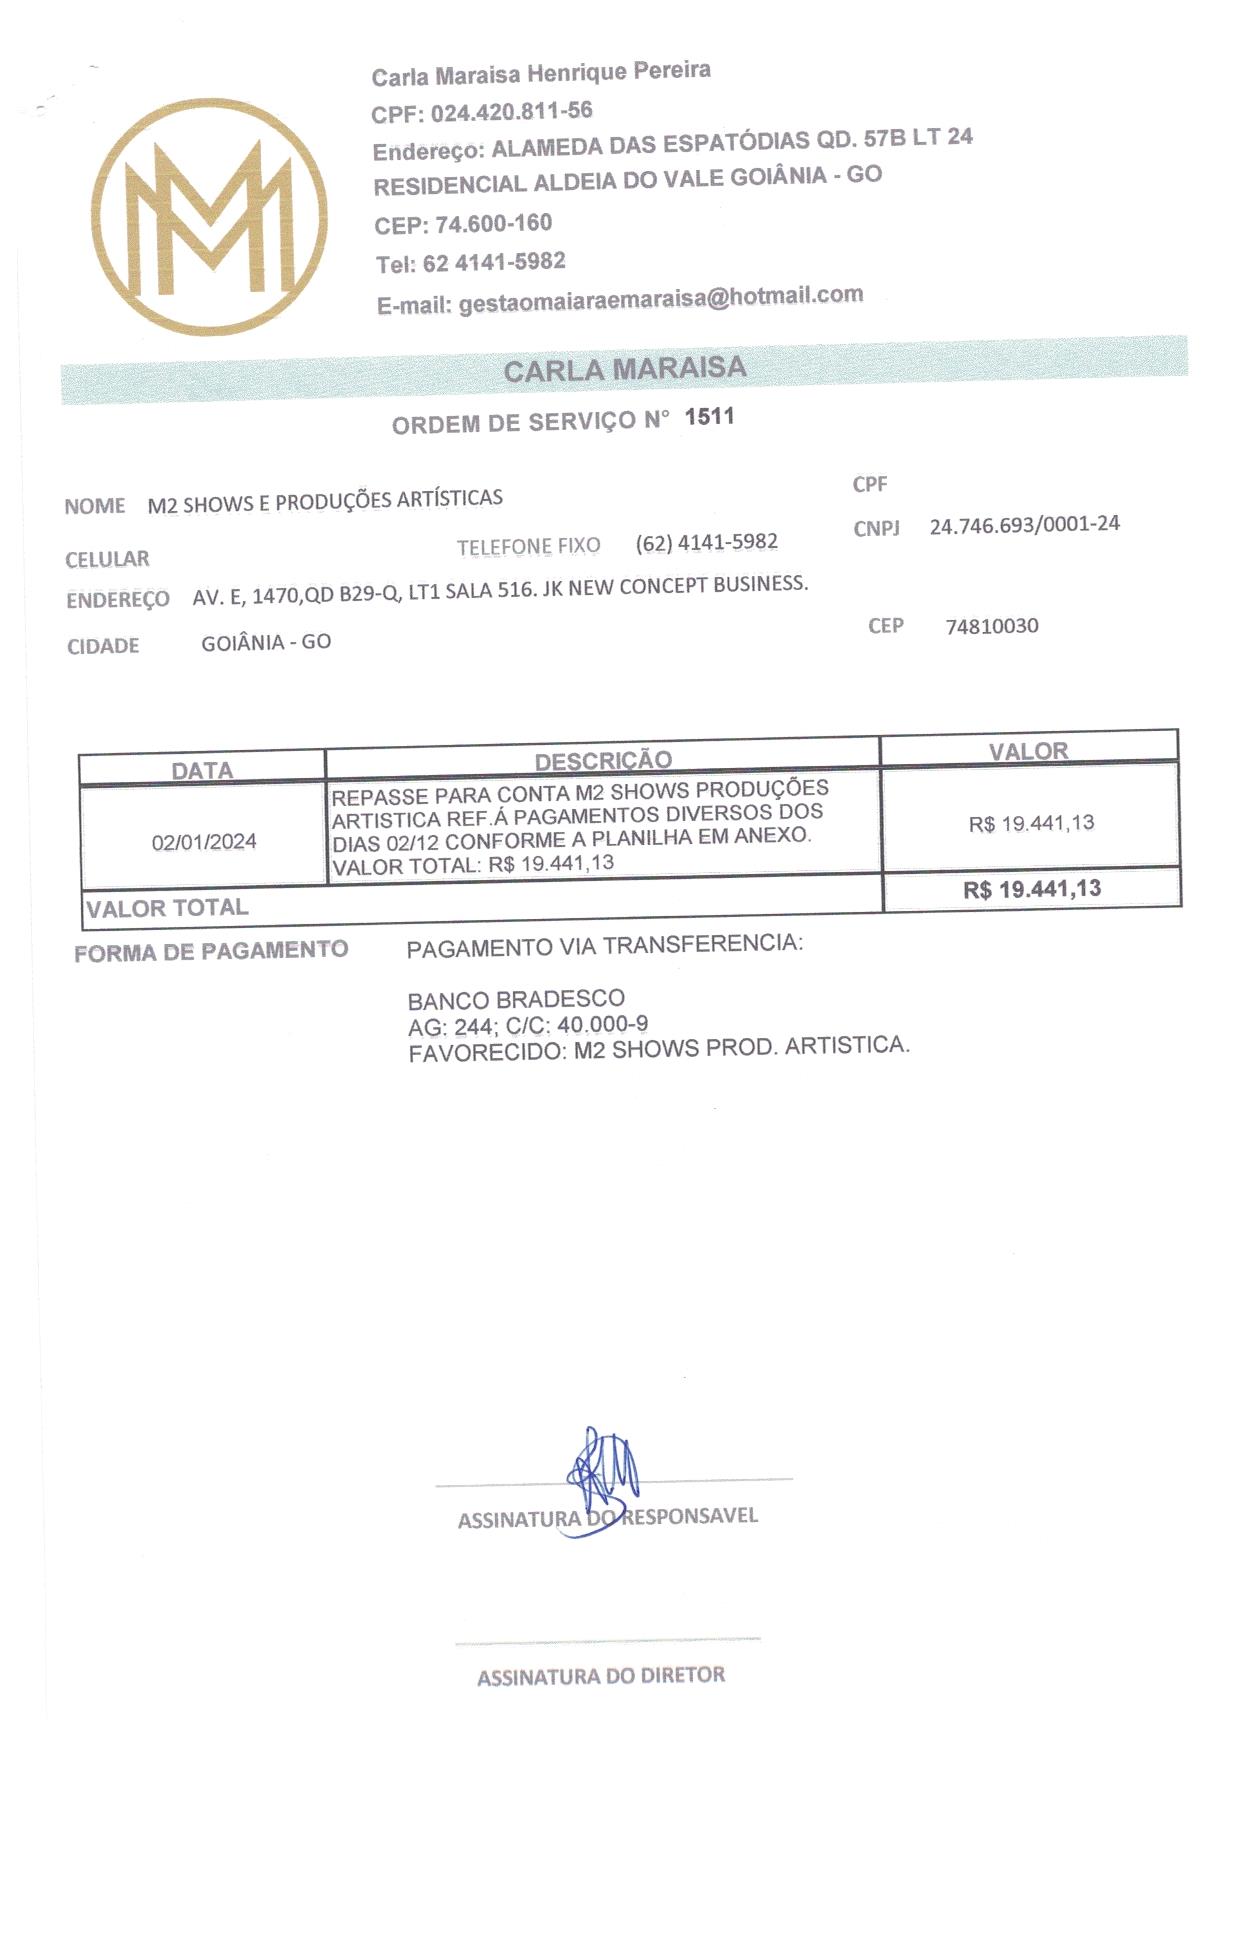 Carla Maraisa Henrique Pereira
CPF: 024.420.811-56
Endereço: ALAMEDA DAS ESPATÓDIAS QD. 57B LT 24
RESIDENCIAL ALDEIA DO VALE GOIÂNIA - GO
CEP: 74.600-160
Tel: 62 4141-5982
E-mail: gestaomaiaraemaraisa@hotmail.com
MM
CARLA MARAISA
ORDEM DE SERVIÇO N° 1511
NOME M2 SHOWS E PRODUÇÕES ARTÍSTICAS CPF
CELULAR TELEFONE FIXO (62) 4141-5982 CNPJ 24.746.693/0001-24
ENDEREÇO AV. E, 1470,QD B29-Q, LT1 SALA 516. JK NEW CONCEPT BUSINESS.
CIDADE GOIÂNIA - GO CEP 74810030
DATA DESCRIÇÃO VALOR
02/01/2024
REPASSE PARA CONTA M2 SHOWS PRODUÇÕES
ARTISTICA REF.Á PAGAMENTOS DIVERSOS DOS
DIAS 02/12 CONFORME A PLANILHA EM ANEXO.
VALOR TOTAL: R$ 19.441,13
R$ 19.441,13
VALOR TOTAL R$ 19.441,13
FORMA DE PAGAMENTO PAGAMENTO VIA TRANSFERENCIA:
BANCO BRADESCO
AG: 244; C/C: 40.000-9
FAVORECIDO: M2 SHOWS PROD. ARTISTICA.
ASSINATURA DO RESPONSAVEL
ASSINATURA DO DIRETOR